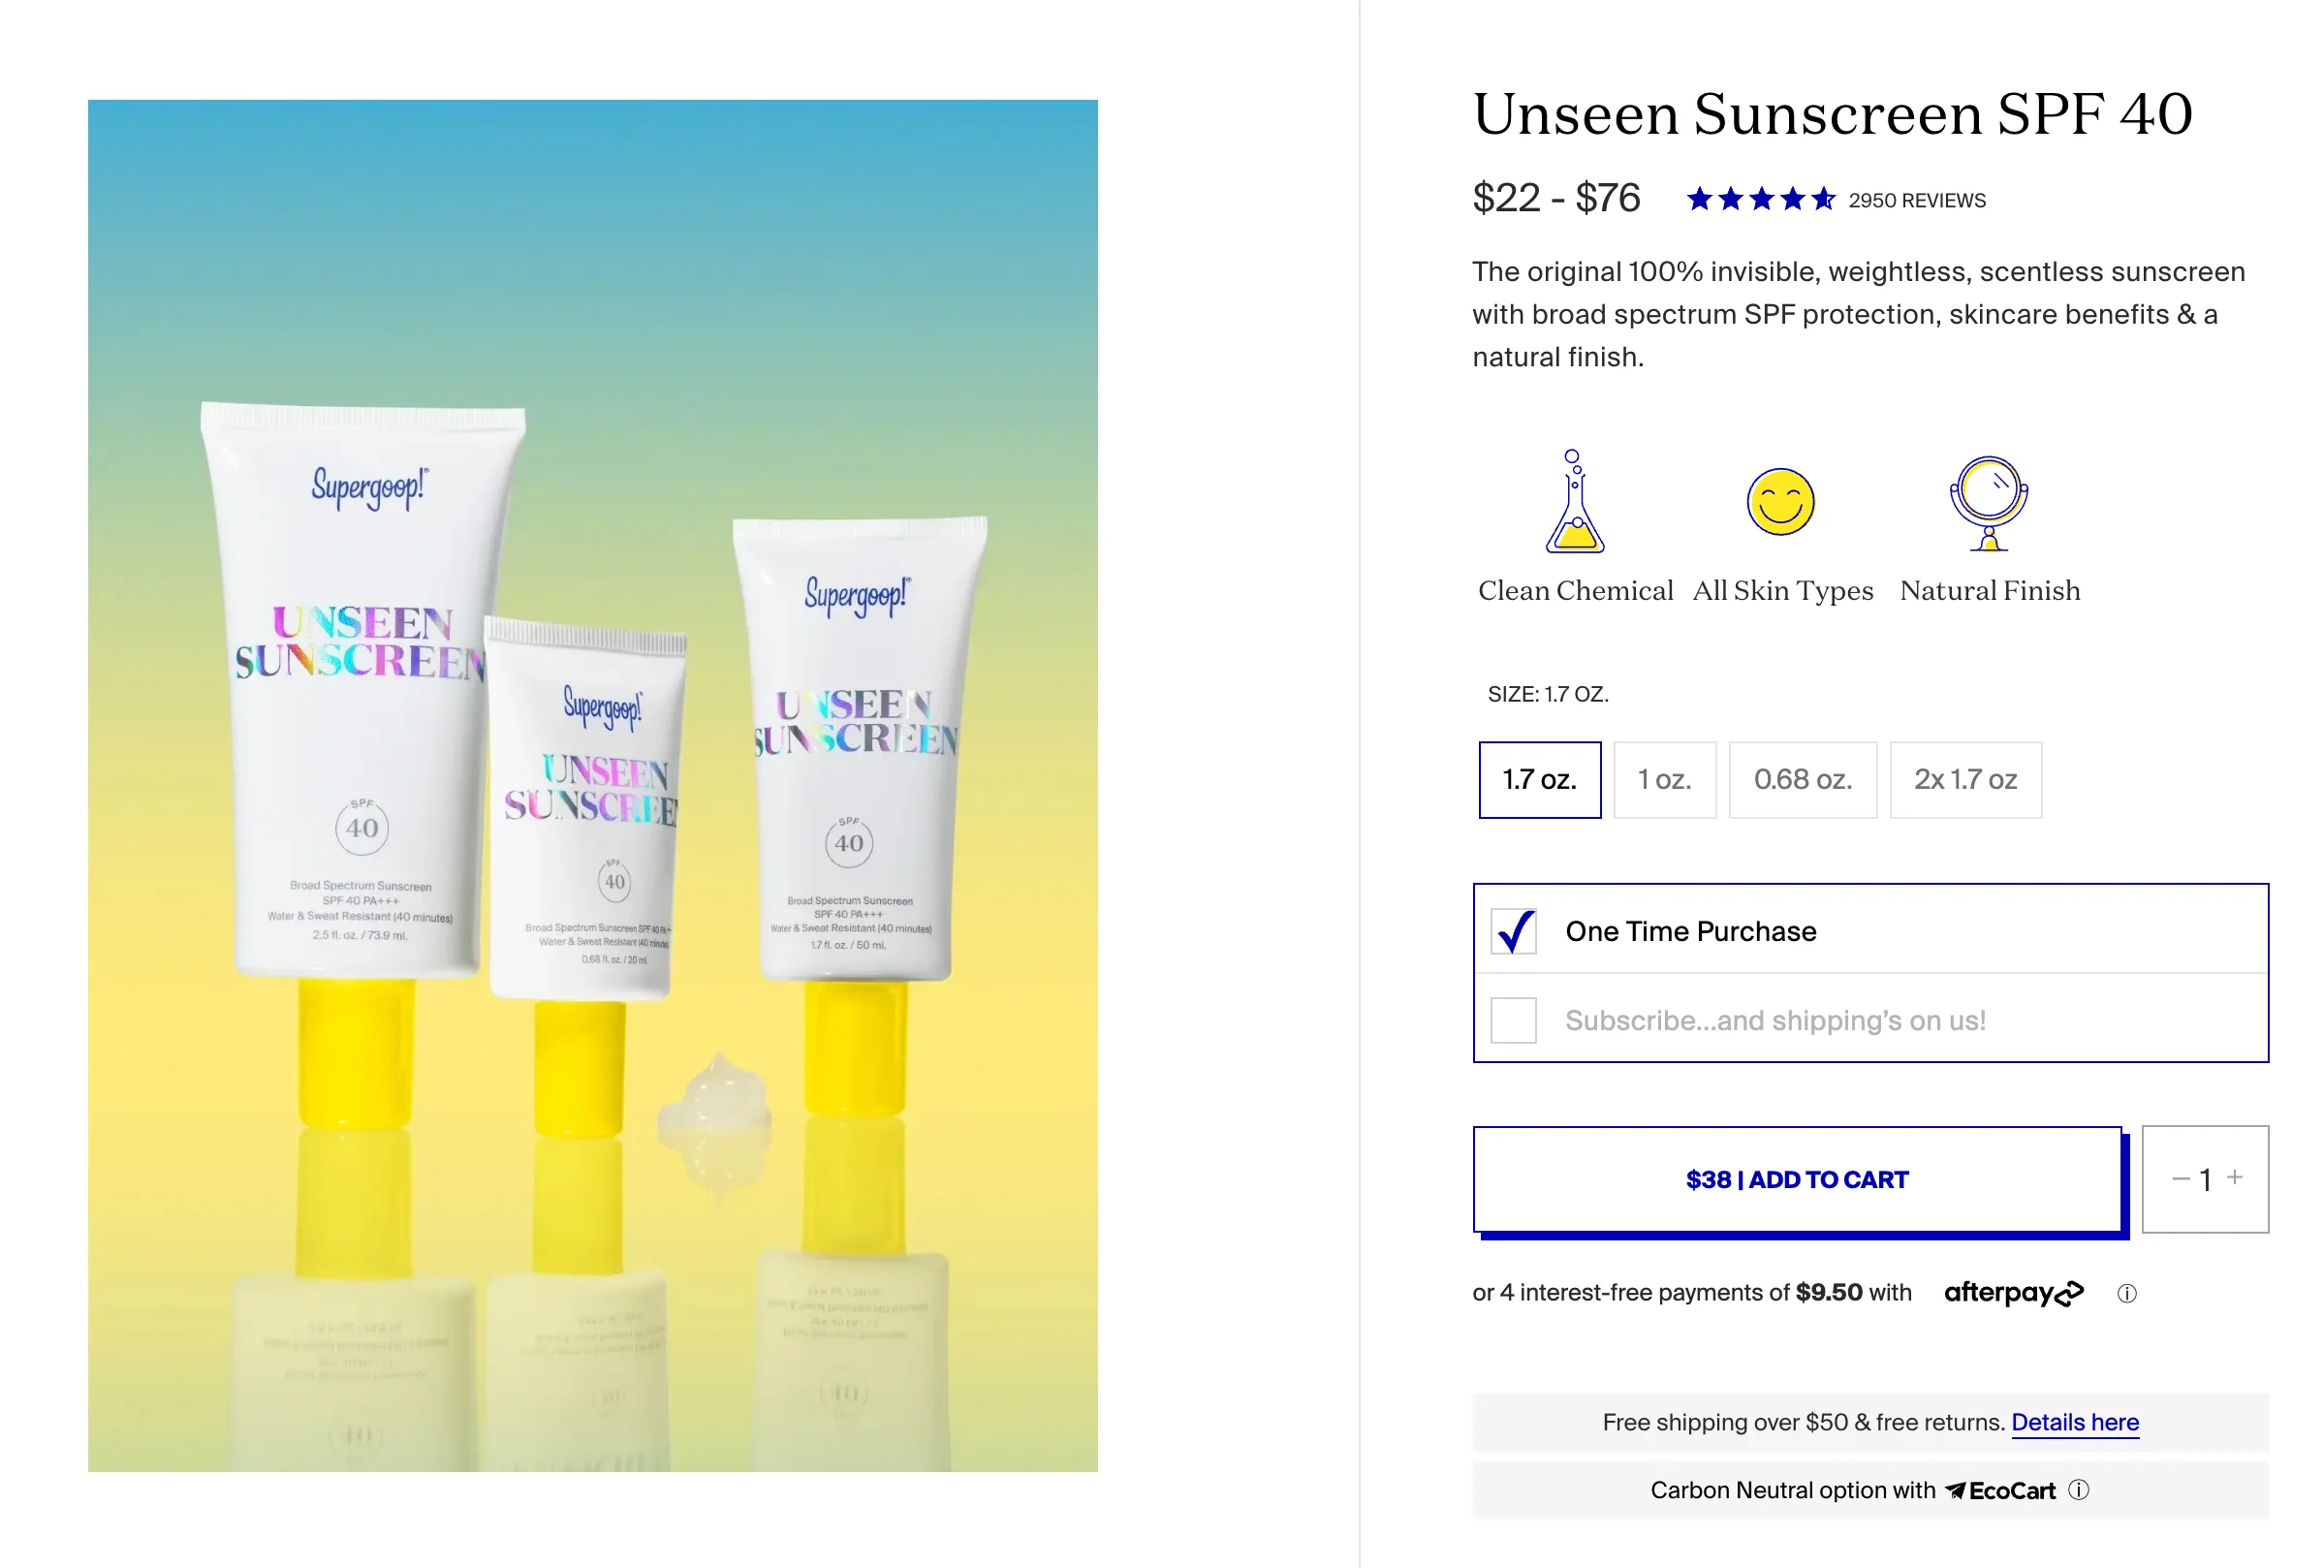 Supergoop!®
UNSEEN
SUNSCREEN
SPF
40
Broad Spectrum Sunscreen
SPF 40 PA+++
Water & Sweat Resistant (40 minutes)
2.5 fl. oz. / 73.9 ml.
Supergoop!®
UNSEEN
SUNSCREE
SPF
40
Broad Spectrum Sunscreen SPF 40 PA
Water & Sweat Resistant (40 minutes
0.68 fl. oz. / 20 ml.
Supergoop!®
UNSEEN
SUNSCREEN
SPF
40
Broad Spectrum Sunscreen
SPF 40 PA+++
Water & Sweat Resistant (40 minutes)
1.7 fl. oz. / 50 ml.
Unseen Sunscreen SPF 40
$22 - $76 2950 REVIEWS
The original 100% invisible, weightless, scentless sunscreen
with broad spectrum SPF protection, skincare benefits & a
natural finish.
Clean Chemical All Skin Types Natural Finish
SIZE: 1.7 OZ.
1.7 oz. 1 oz. 0.68 oz. 2x 1.7 oz
One Time Purchase
Subscribe...and shipping's on us!
$38 | ADD TO CART − 1 +
or 4 interest-free payments of $9.50 with afterpay ⓘ
Free shipping over $50 & free returns. Details here
Carbon Neutral option with EcoCart ⓘ